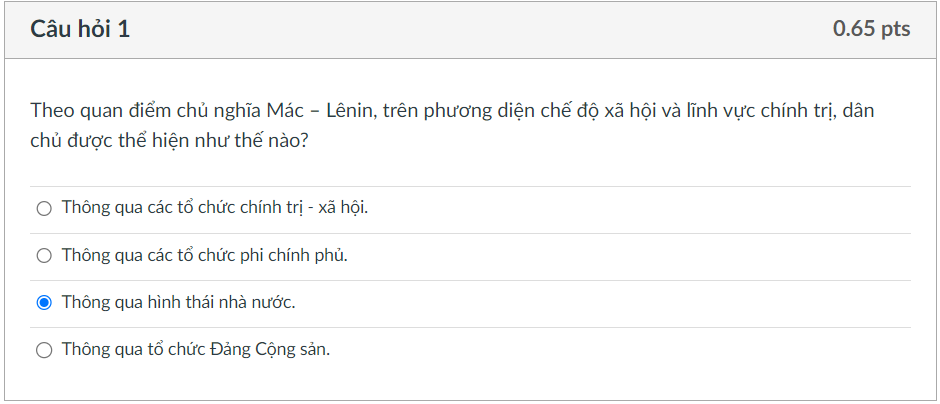 Câu hỏi 1
0.65 pts
Theo quan điểm chủ nghĩa Mác – Lênin, trên phương diện chế độ xã hội và lĩnh vực chính trị, dân
chủ được thể hiện như thế nào?
Thông qua các tổ chức chính trị - xã hội.
Thông qua các tổ chức phi chính phủ.
Thông qua hình thái nhà nước.
Thông qua tổ chức Đảng Cộng sản.